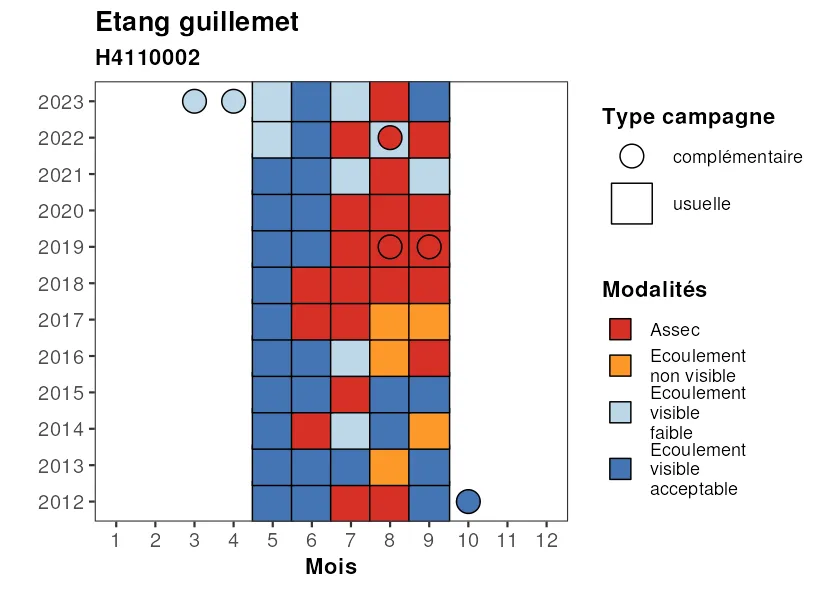 Etang guillemet
H4110002
2023
2022
2021
2020
2019
2018
2017
2016
2015
2014
2013
2012
1 2 3 4 5 6 7 8 9 10 11 12
Mois
Type campagne
complémentaire
usuelle
Modalités
Assec
Ecoulement
non visible
Ecoulement
visible
faible
Ecoulement
visible
acceptable